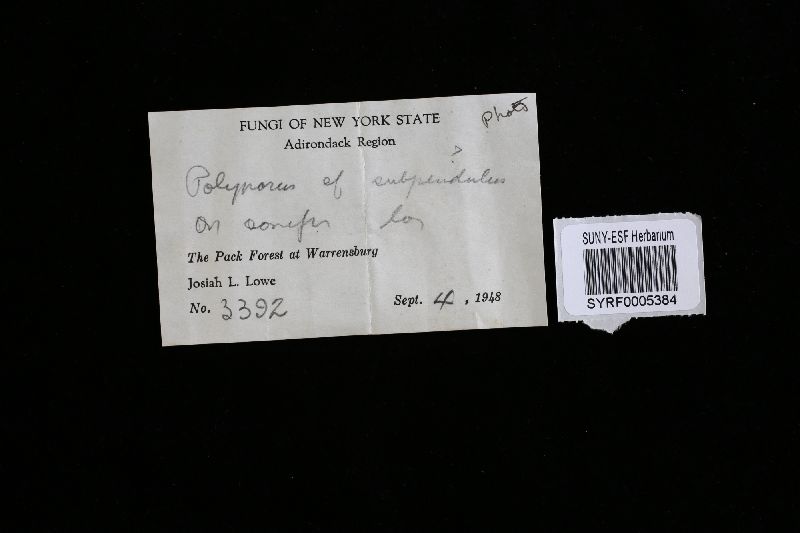 FUNGI OF NEW YORK STATE
photo
Adirondack Region
?
Polyporus cf subpendulus
On conifer log
The Pack Forest at Warrensburg
Josiah L. Lowe
No. 3392
Sept. 4, 1948
SUNY-ESF Herbarium
SYRF0005384